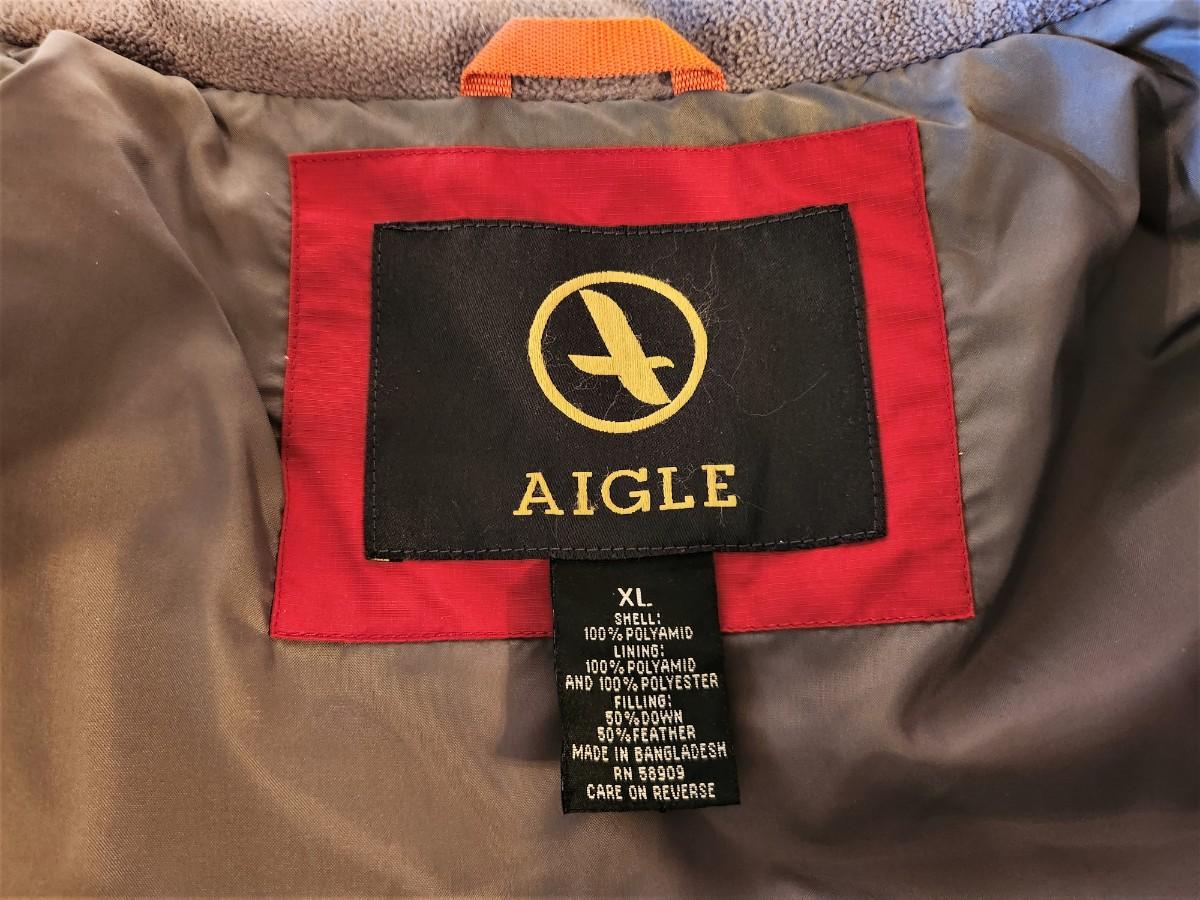 AIGLE
XL
SHELL:
100% POLYAMID
LINING:
100% POLYAMID
AND 100% POLYESTER
FILLING:
50% DOWN
50% FEATHER
MADE IN BANGLADESH
RN 58909
CARE ON REVERSE